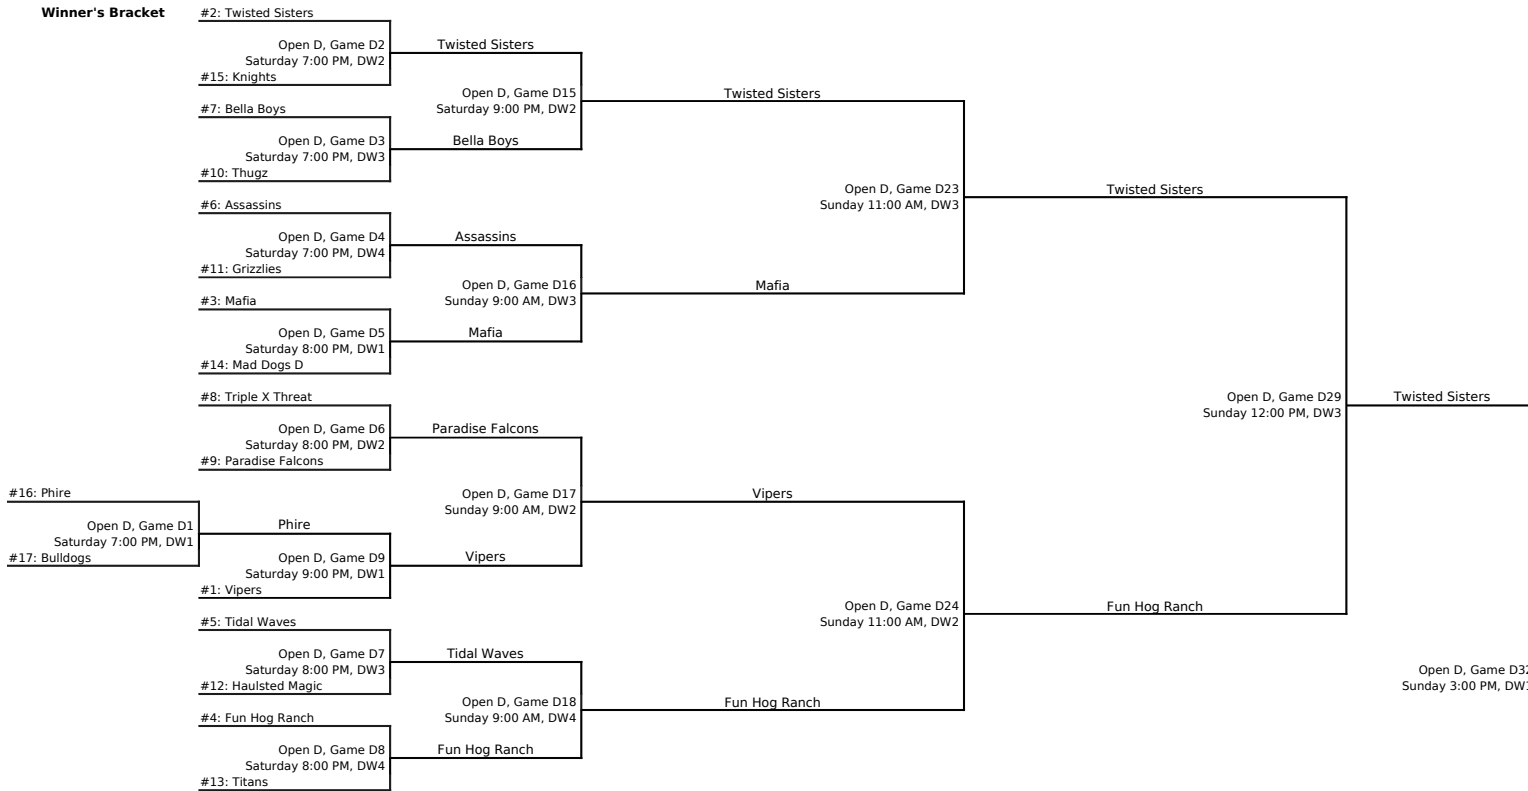 Winner's Bracket
#2: Twisted Sisters
Open D, Game D2
Saturday 7:00 PM, DW2
#15: Knights
Twisted Sisters
#7: Bella Boys
Open D, Game D3
Saturday 7:00 PM, DW3
#10: Thugz
Bella Boys
Open D, Game D15
Saturday 9:00 PM, DW2
Twisted Sisters
#6: Assassins
Open D, Game D4
Saturday 7:00 PM, DW4
#11: Grizzlies
Assassins
#3: Mafia
Open D, Game D5
Saturday 8:00 PM, DW1
#14: Mad Dogs D
Mafia
Open D, Game D16
Sunday 9:00 AM, DW3
Mafia
Open D, Game D23
Sunday 11:00 AM, DW3
Twisted Sisters
#8: Triple X Threat
Open D, Game D6
Saturday 8:00 PM, DW2
#9: Paradise Falcons
Paradise Falcons
#16: Phire
Open D, Game D1
Saturday 7:00 PM, DW1
#17: Bulldogs
Phire
Open D, Game D9
Saturday 9:00 PM, DW1
#1: Vipers
Vipers
Open D, Game D17
Sunday 9:00 AM, DW2
Vipers
#5: Tidal Waves
Open D, Game D7
Saturday 8:00 PM, DW3
#12: Haulsted Magic
Tidal Waves
#4: Fun Hog Ranch
Open D, Game D8
Saturday 8:00 PM, DW4
#13: Titans
Fun Hog Ranch
Open D, Game D18
Sunday 9:00 AM, DW4
Fun Hog Ranch
Open D, Game D24
Sunday 11:00 AM, DW2
Fun Hog Ranch
Open D, Game D29
Sunday 12:00 PM, DW3
Twisted Sisters
Open D, Game D32
Sunday 3:00 PM,